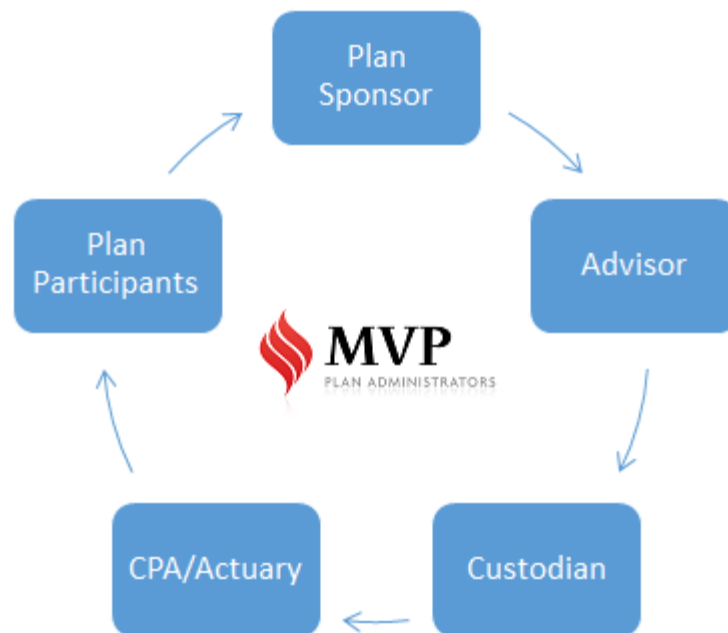 Plan
Sponsor
Advisor
Custodian
CPA/Actuary
Plan
Participants
MVP
PLAN ADMINISTRATORS